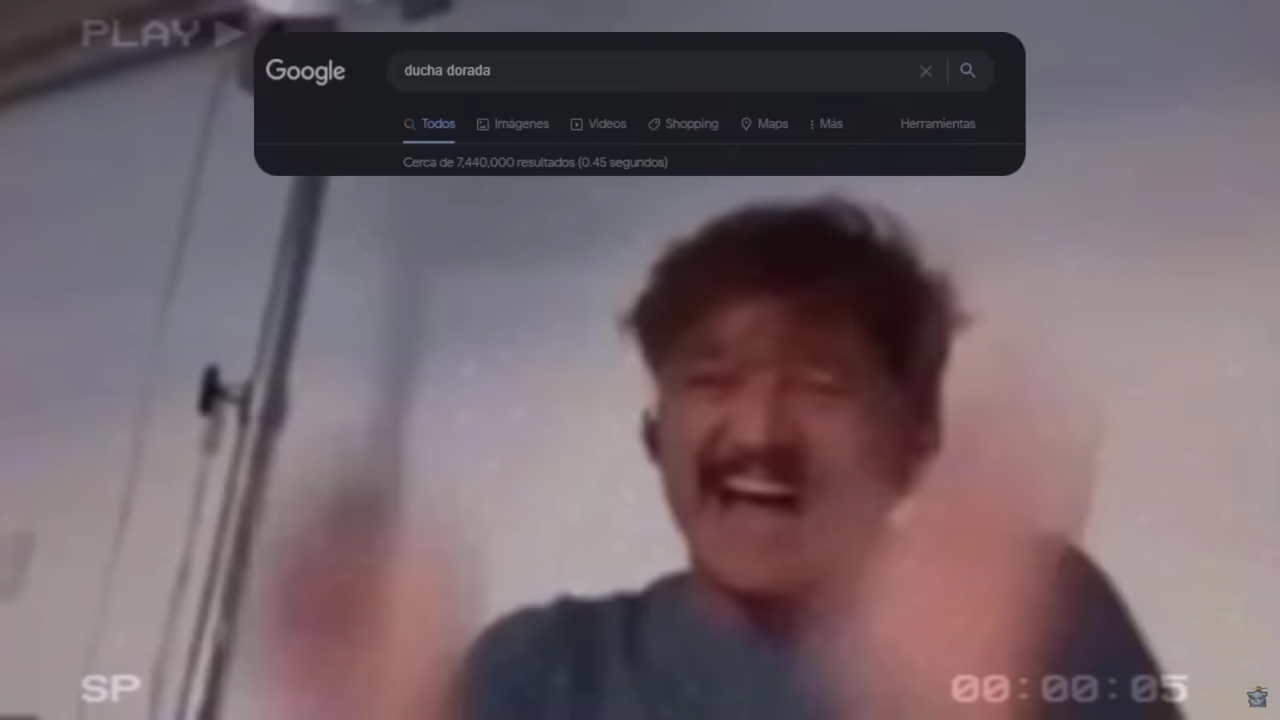 PLAY
Google
ducha dorada
Todos
Imágenes
Videos
Shopping
Maps
Más
Herramientas
Cerca de 7,440,000 resultados (0.45 segundos)
SP
00:00:05